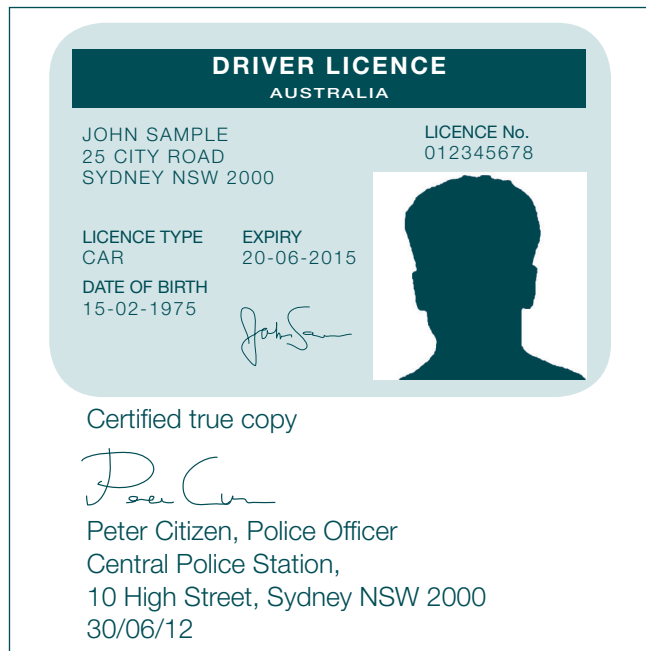 DRIVER LICENCE
AUSTRALIA
JOHN SAMPLE
25 CITY ROAD
SYDNEY NSW 2000
LICENCE No.
012345678
LICENCE TYPE
CAR
EXPIRY
20-06-2015
DATE OF BIRTH
15-02-1975
Certified true copy
Peter Citizen, Police Officer
Central Police Station,
10 High Street, Sydney NSW 2000
30/06/12